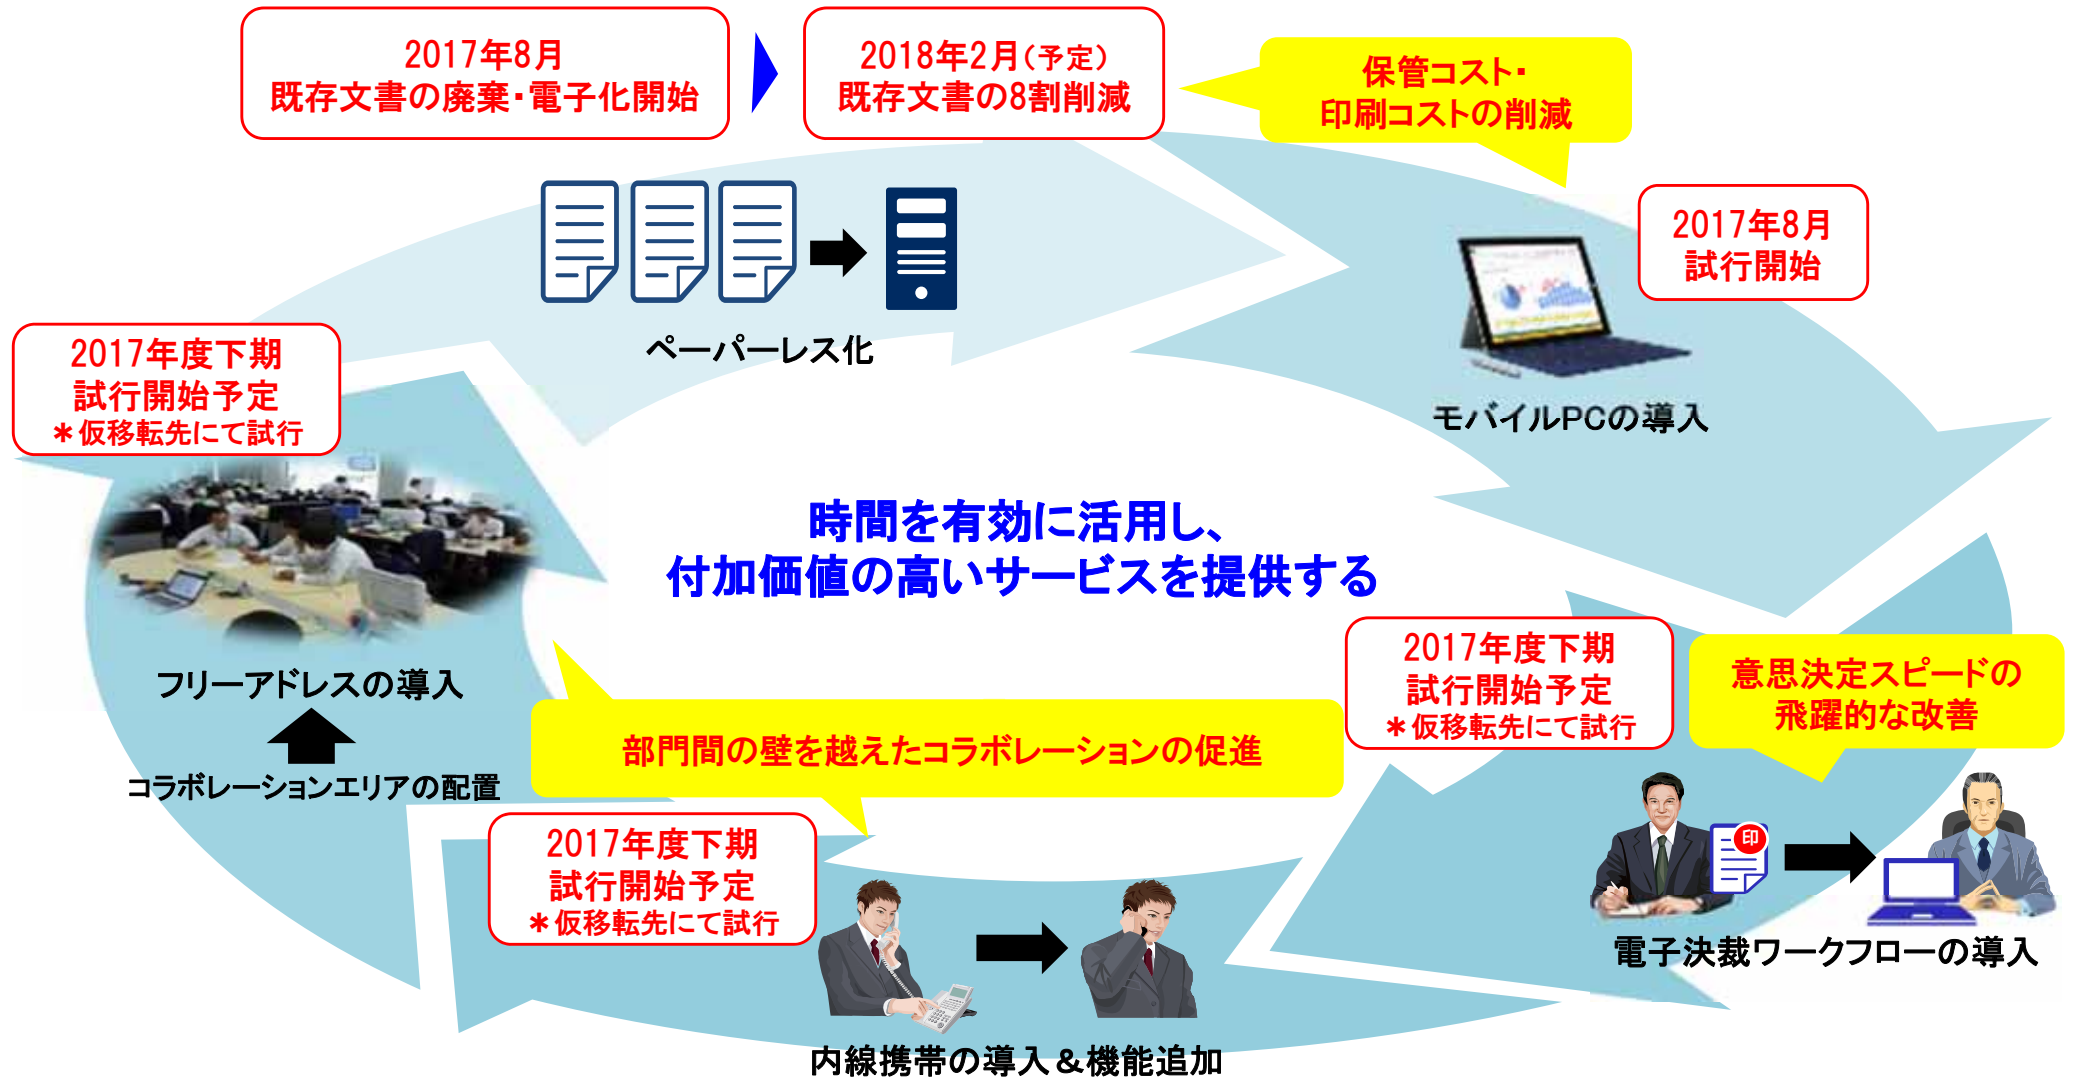 2017年8月
既存文書の廃棄・電子化開始
2018年2月(予定)
既存文書の8割削減
保管コスト・
印刷コストの削減
2017年8月
試行開始
ペーパーレス化
モバイルPCの導入
2017年度下期
試行開始予定
＊仮移転先にて試行
時間を有効に活用し、
付加価値の高いサービスを提供する
フリーアドレスの導入
コラボレーションエリアの配置
部門間の壁を越えたコラボレーションの促進
2017年度下期
試行開始予定
＊仮移転先にて試行
意思決定スピードの
飛躍的な改善
印
電子決裁ワークフローの導入
2017年度下期
試行開始予定
＊仮移転先にて試行
内線携帯の導入＆機能追加